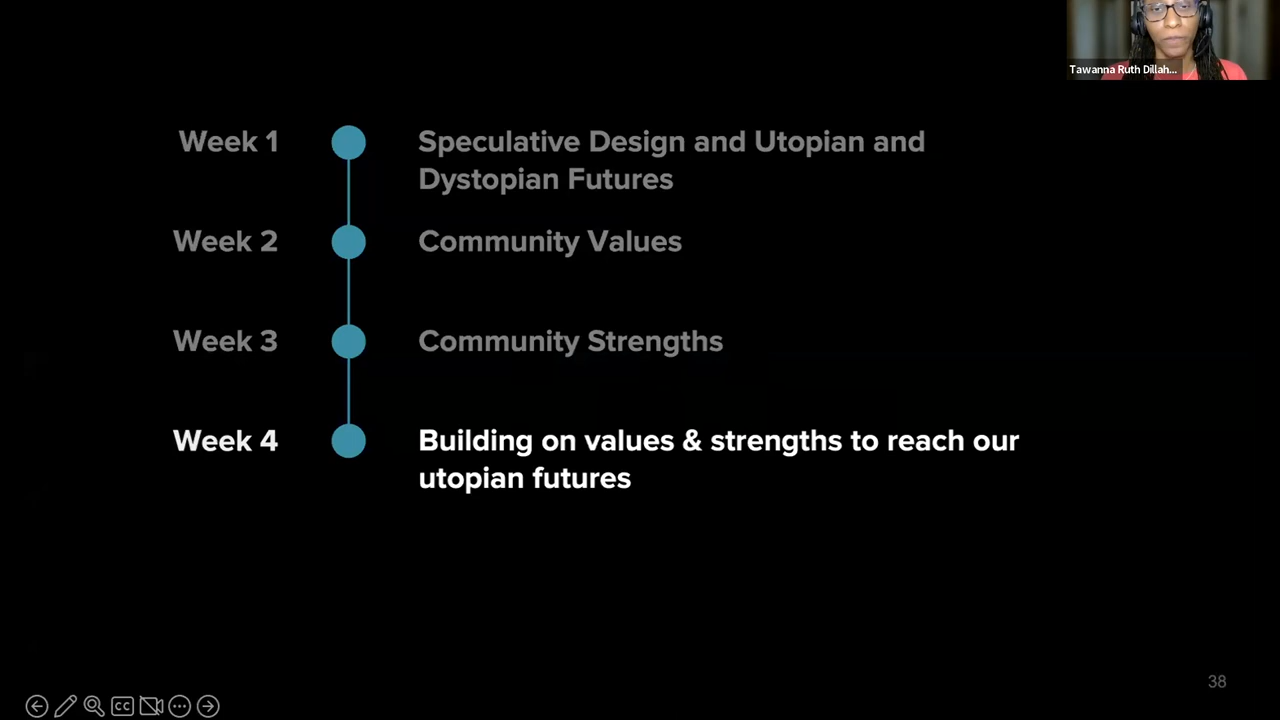 Tawanna Ruth Dillah...
Week 1
Speculative Design and Utopian and
Dystopian Futures
Week 2
Community Values
Week 3
Community Strengths
Week 4
Building on values & strengths to reach our
utopian futures
38
CC